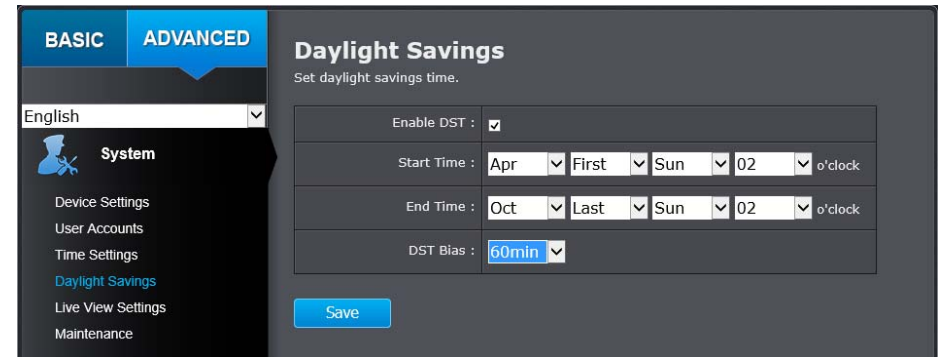 BASIC ADVANCED
English
System
Device Settings
User Accounts
Time Settings
Daylight Savings
Live View Settings
Maintenance
Daylight Savings
Set daylight savings time.
Enable DST :
Start Time : Apr First Sun 02 o'clock
End Time : Oct Last Sun 02 o'clock
DST Bias : 60min
Save